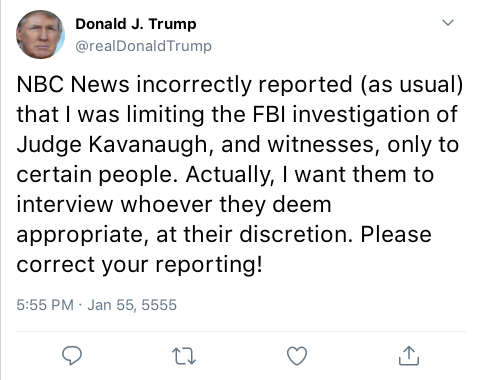 Donald J. Trump
@realDonaldTrump
NBC News incorrectly reported (as usual)
that I was limiting the FBI investigation of
Judge Kavanaugh, and witnesses, only to
certain people. Actually, I want them to
interview whoever they deem
appropriate, at their discretion. Please
correct your reporting!
5:55 PM · Jan 55, 5555